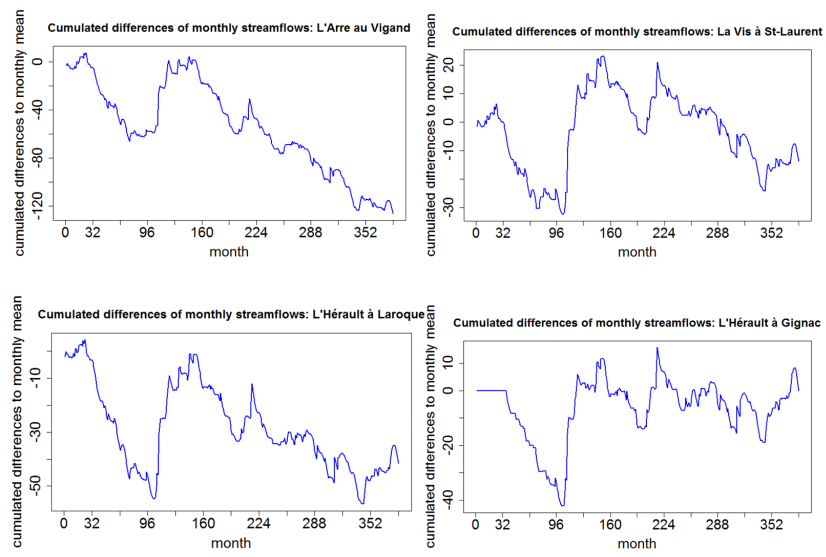 Cumulated differences of monthly streamflows: L'Arre au Vigand
cumulated differences to monthly mean
0
-40
-80
-120
0 32 96 160 224 288 352
month
Cumulated differences of monthly streamflows: La Vis à St-Laurent
cumulated differences to monthly mean
20
10
-10
-30
0 32 96 160 224 288 352
month
Cumulated differences of monthly streamflows: L'Hérault à Laroque
cumulated differences to monthly mean
-10
-30
-50
0 32 96 160 224 288 352
month
Cumulated differences of monthly streamflows: L'Hérault à Gignac
cumulated differences to monthly mean
10
0
-20
-40
0 32 96 160 224 288 352
month